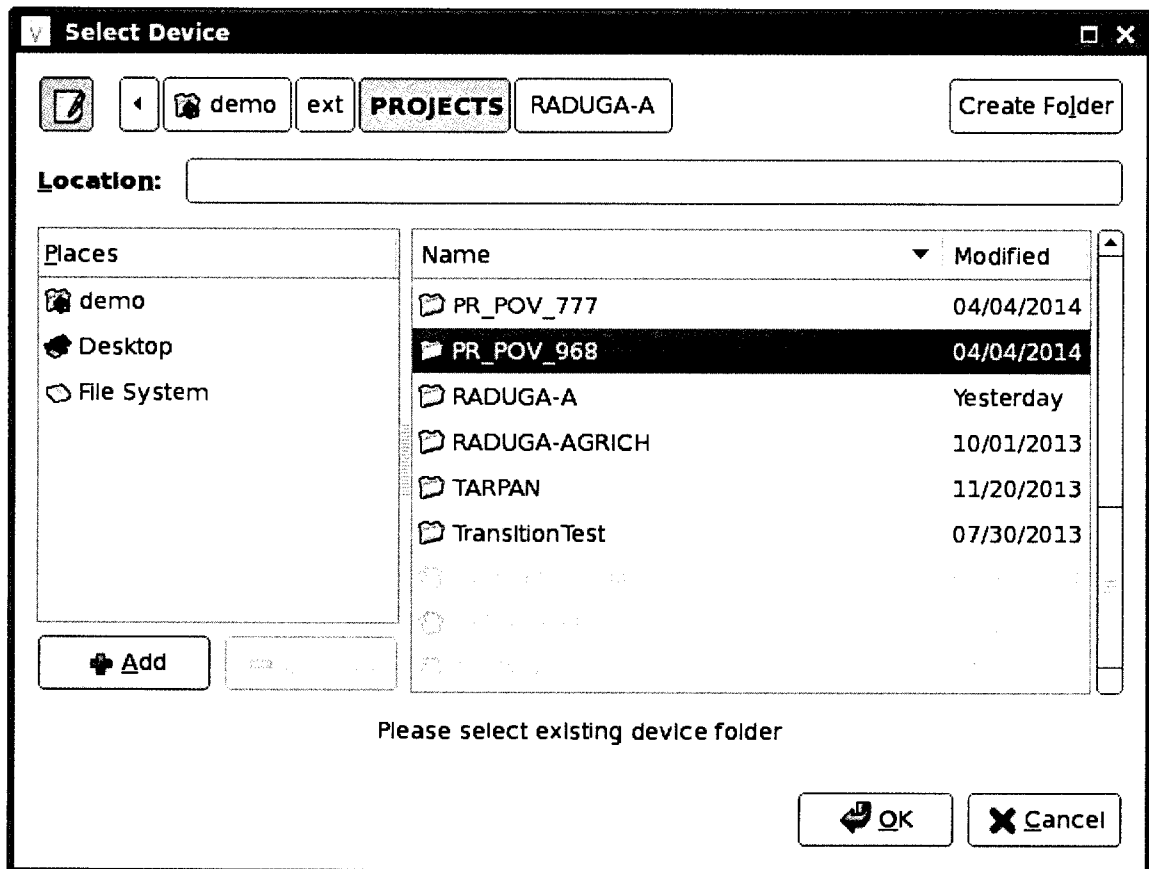 V Select Device
demo ext PROJECTS RADUGA-A Create Folder
Location:
Places
demo
Desktop
File System
Add
Name Modified
PR_POV_777 04/04/2014
PR_POV_968 04/04/2014
RADUGA-A Yesterday
RADUGA-AGRICH 10/01/2013
TARPAN 11/20/2013
TransitionTest 07/30/2013
Please select existing device folder
OK Cancel